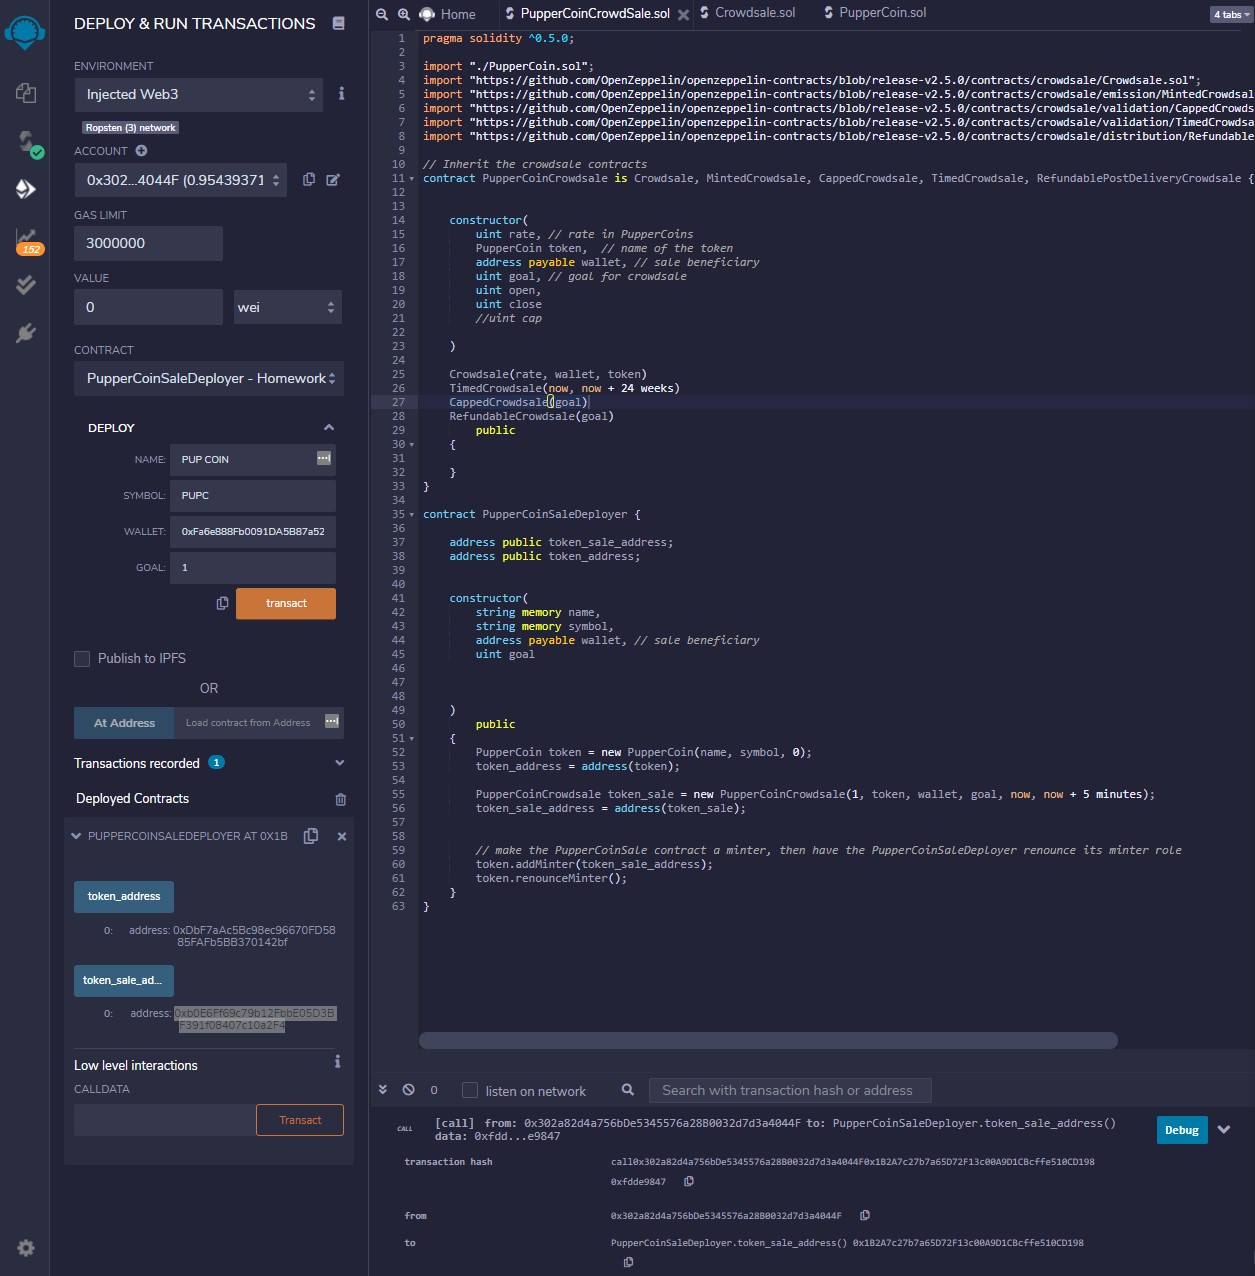 DEPLOY & RUN TRANSACTIONS
ENVIRONMENT
Injected Web3
Ropsten (3) network
ACCOUNT
0x302...4044F (0.95439371
GAS LIMIT
3000000
VALUE
0
wei
CONTRACT
PupperCoinSaleDeployer - Homework
DEPLOY
NAME: PUP COIN
SYMBOL: PUPC
WALLET: 0xFa6e888Fb0091DA5B87a52
GOAL: 1
transact
Publish to IPFS
OR
At Address Load contract from Address
Transactions recorded 1
Deployed Contracts
PUPPERCOINSALEDEPLOYER AT 0X1B
token_address
0: address: 0xDbF7aAc5Bc98ec96670FD58
85FAFb5BB370142bf
token_sale_ad...
0: address: 0xb0E6Ff69c79b12FbbE05D3B
F391f08407c10a2F4
Low level interactions
CALLDATA
Transact
152
Home PupperCoinCrowdSale.sol Crowdsale.sol PupperCoin.sol 4 tabs
1 pragma solidity ^0.5.0;
2
3 import "./PupperCoin.sol";
4 import "https://github.com/OpenZeppelin/openzeppelin-contracts/blob/release-v2.5.0/contracts/crowdsale/Crowdsale.sol";
5 import "https://github.com/OpenZeppelin/openzeppelin-contracts/blob/release-v2.5.0/contracts/crowdsale/emission/MintedCrowdsal
6 import "https://github.com/OpenZeppelin/openzeppelin-contracts/blob/release-v2.5.0/contracts/crowdsale/validation/CappedCrowds
7 import "https://github.com/OpenZeppelin/openzeppelin-contracts/blob/release-v2.5.0/contracts/crowdsale/validation/TimedCrowdsa
8 import "https://github.com/OpenZeppelin/openzeppelin-contracts/blob/release-v2.5.0/contracts/crowdsale/distribution/Refundable
9
10 // Inherit the crowdsale contracts
11 contract PupperCoinCrowdsale is Crowdsale, MintedCrowdsale, CappedCrowdsale, TimedCrowdsale, RefundablePostDeliveryCrowdsale {
12
13
14 constructor(
15 uint rate, // rate in PupperCoins
16 PupperCoin token, // name of the token
17 address payable wallet, // sale beneficiary
18 uint goal, // goal for crowdsale
19 uint open,
20 uint close
21 //uint cap
22
23 )
24
25 Crowdsale(rate, wallet, token)
26 TimedCrowdsale(now, now + 24 weeks)
27 CappedCrowdsale(goal)
28 RefundableCrowdsale(goal)
29 public
30 {
31
32 }
33 }
34
35 contract PupperCoinSaleDeployer {
36
37 address public token_sale_address;
38 address public token_address;
39
40
41 constructor(
42 string memory name,
43 string memory symbol,
44 address payable wallet, // sale beneficiary
45 uint goal
46
47
48
49 )
50 public
51 {
52 PupperCoin token = new PupperCoin(name, symbol, 0);
53 token_address = address(token);
54
55 PupperCoinCrowdsale token_sale = new PupperCoinCrowdsale(1, token, wallet, goal, now, now + 5 minutes);
56 token_sale_address = address(token_sale);
57
58
59 // make the PupperCoinSale contract a minter, then have the PupperCoinSaleDeployer renounce its minter role
60 token.addMinter(token_sale_address);
61 token.renounceMinter();
62 }
63 }
0 listen on network Search with transaction hash or address
CALL [call] from: 0x302a82d4a756bDe5345576a28B0032d7d3a4044F to: PupperCoinSaleDeployer.token_sale_address()
data: 0xfdd...e9847
Debug
transaction hash call0x302a82d4a756bDe5345576a28B0032d7d3a4044F0x1B2A7c27b7a65D72F13c00A9D1CBcffe510CD198
0xfdde9847
from 0x302a82d4a756bDe5345576a28B0032d7d3a4044F
to PupperCoinSaleDeployer.token_sale_address() 0x1B2A7c27b7a65D72F13c00A9D1CBcffe510CD198